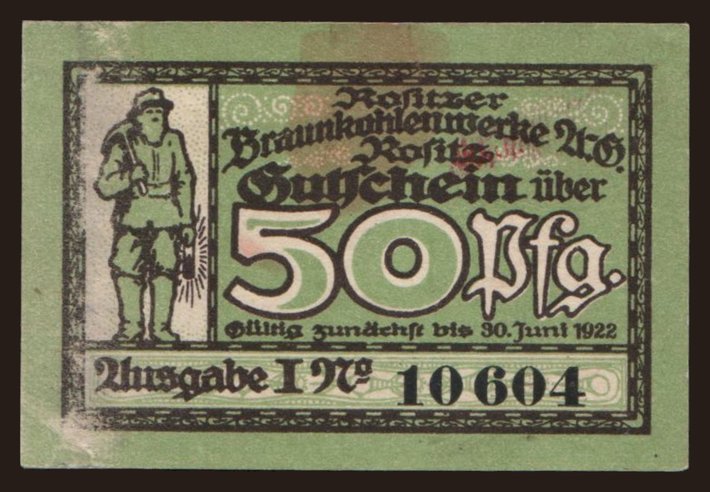 Rositzer
Braunkohlenwerke A.G.
Rositz
Gutschein über
50 Pfg.
Gültig zunächst bis 30. Juni 1922
Ausgabe I No 10604